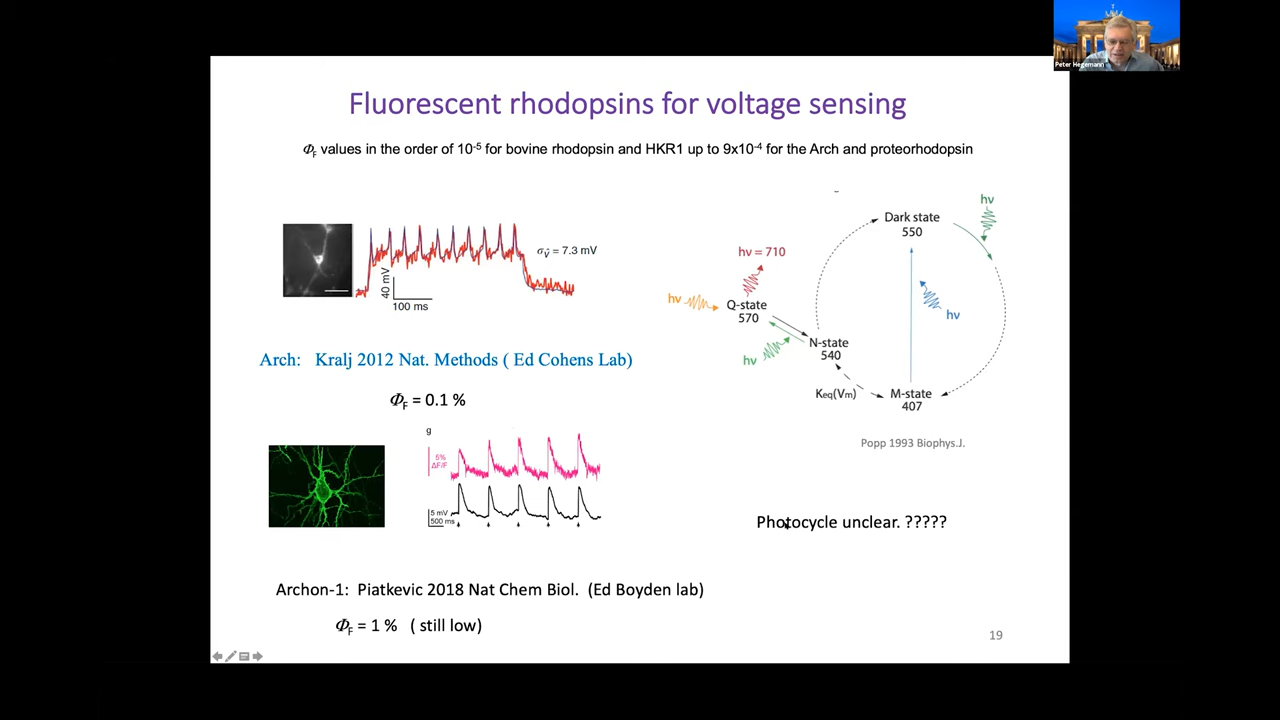 Peter Hegemann
Fluorescent rhodopsins for voltage sensing
ΦF values in the order of 10-5 for bovine rhodopsin and HKR1 up to 9x10-4 for the Arch and proteorhodopsin
σV̂ = 7.3 mV
40 mV
100 ms
Arch: Kralj 2012 Nat. Methods ( Ed Cohens Lab)
ΦF = 0.1 %
g
5%
ΔF/F
5 mV
500 ms
Archon-1: Piatkevic 2018 Nat Chem Biol. (Ed Boyden lab)
ΦF = 1 % ( still low)
hν
Dark state
550
hν = 710
hν
Q-state
570
hν
hν
N-state
540
Keq(Vm)
M-state
407
Popp 1993 Biophys.J.
Photocycle unclear. ?????
19